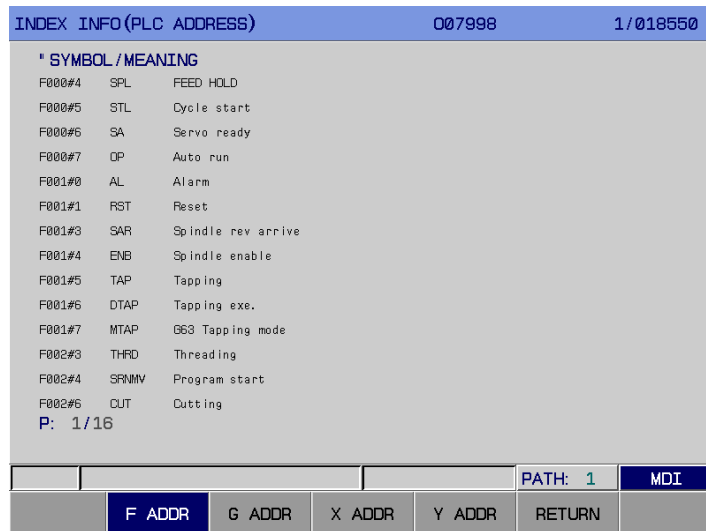 INDEX INFO(PLC ADDRESS) O07998 1/018550
" SYMBOL/MEANING
F000#4 SPL FEED HOLD
F000#5 STL Cycle start
F000#6 SA Servo ready
F000#7 OP Auto run
F001#0 AL Alarm
F001#1 RST Reset
F001#3 SAR Spindle rev arrive
F001#4 ENB Spindle enable
F001#5 TAP Tapping
F001#6 DTAP Tapping exe.
F001#7 MTAP G63 Tapping mode
F002#3 THRD Threading
F002#4 SRNMV Program start
F002#6 CUT Cutting
P: 1/16
PATH: 1 MDI
F ADDR G ADDR X ADDR Y ADDR RETURN